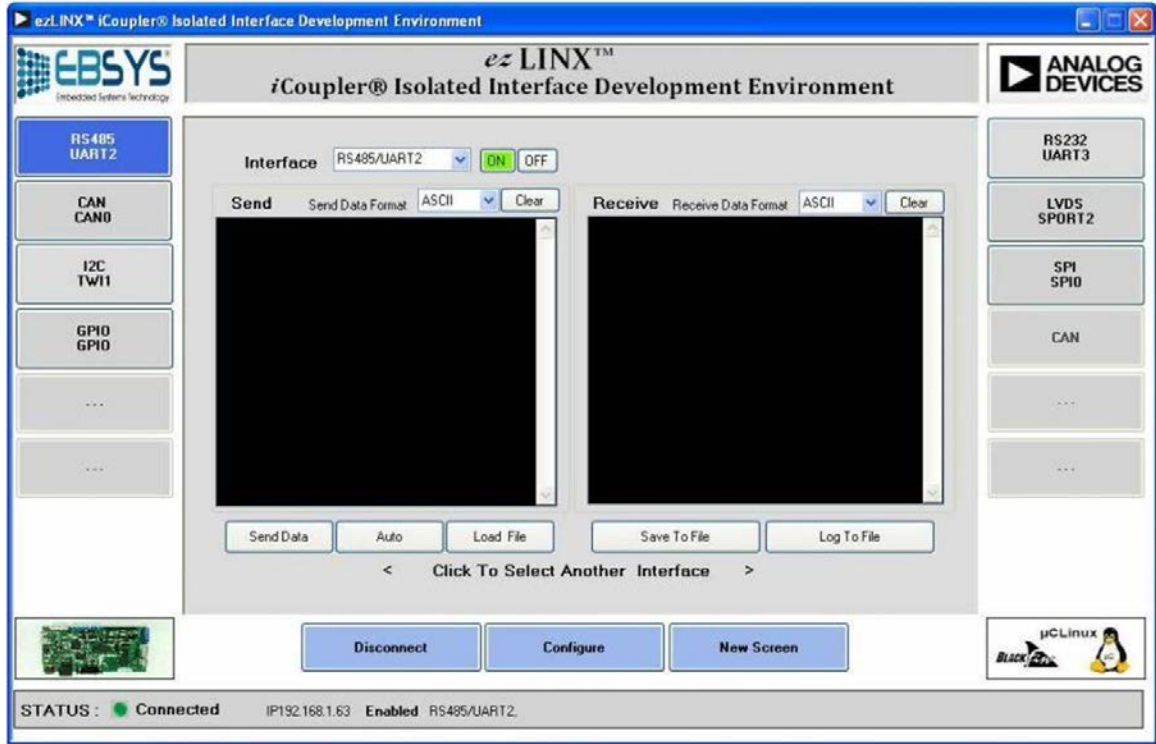 ezLINX™ iCoupler® Isolated Interface Development Environment
EBSYS
Embedded Systems Technology
ez LINX™
iCoupler® Isolated Interface Development Environment
ANALOG
DEVICES
RS485
UART2
CAN
CAN0
I2C
TWI1
GPIO
GPIO
...
...
Interface RS485/UART2 ON OFF
Send Send Data Format ASCII Clear
Receive Receive Data Format ASCII Clear
Send Data Auto Load File
Save To File Log To File
< Click To Select Another Interface >
RS232
UART3
LVDS
SPORT2
SPI
SPI0
CAN
...
...
Disconnect Configure New Screen
µCLinux
BLACKfin
µC
STATUS : Connected IP192.168.1.63 Enabled RS485/UART2,